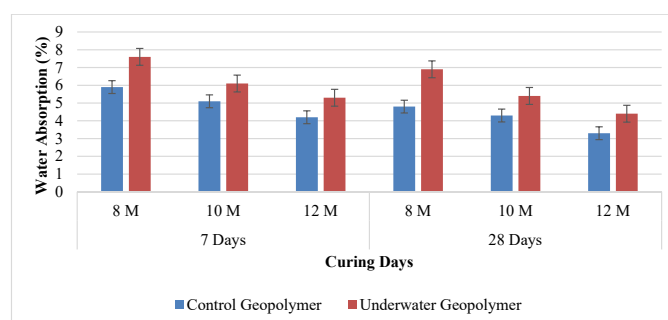 Water Absorption (%)
9
8
7
6
5
4
3
2
1
0
8 M 10 M 12 M 8 M 10 M 12 M
7 Days 28 Days
Curing Days
Control Geopolymer Underwater Geopolymer